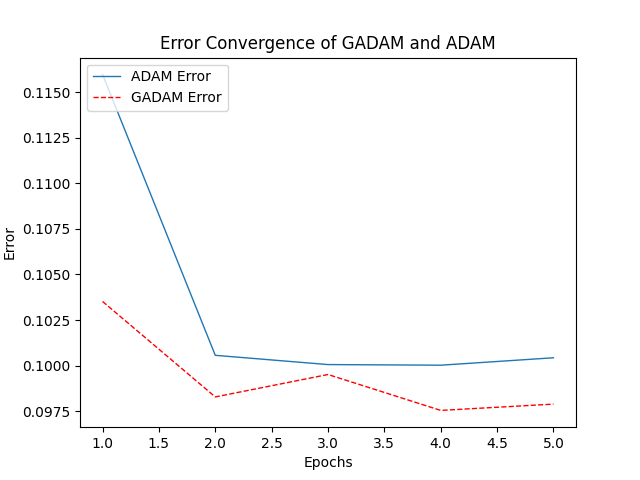 Error Convergence of GADAM and ADAM
ADAM Error
GADAM Error
Error
0.1150
0.1125
0.1100
0.1075
0.1050
0.1025
0.1000
0.0975
1.0 1.5 2.0 2.5 3.0 3.5 4.0 4.5 5.0
Epochs